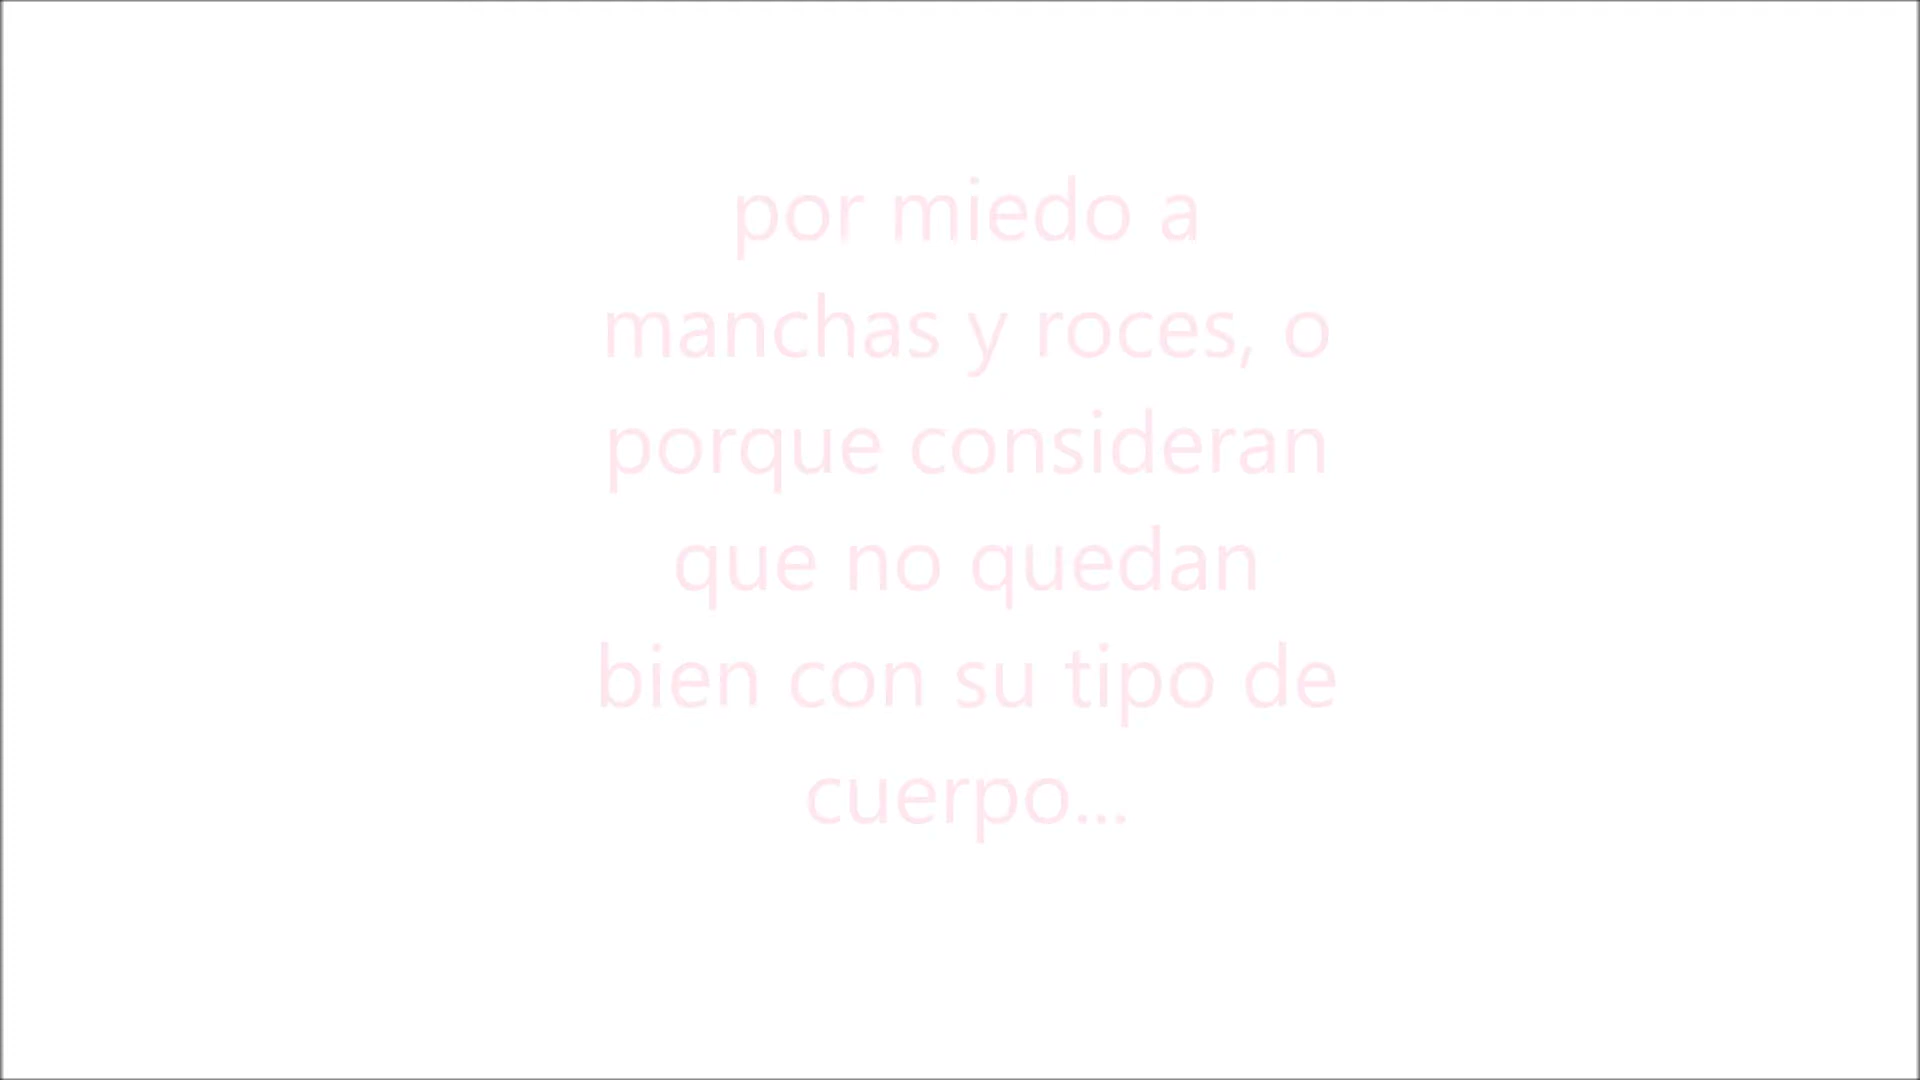 por miedo a
manchas y roces, o
porque consideran
que no quedan
bien con su tipo de
cuerpo...